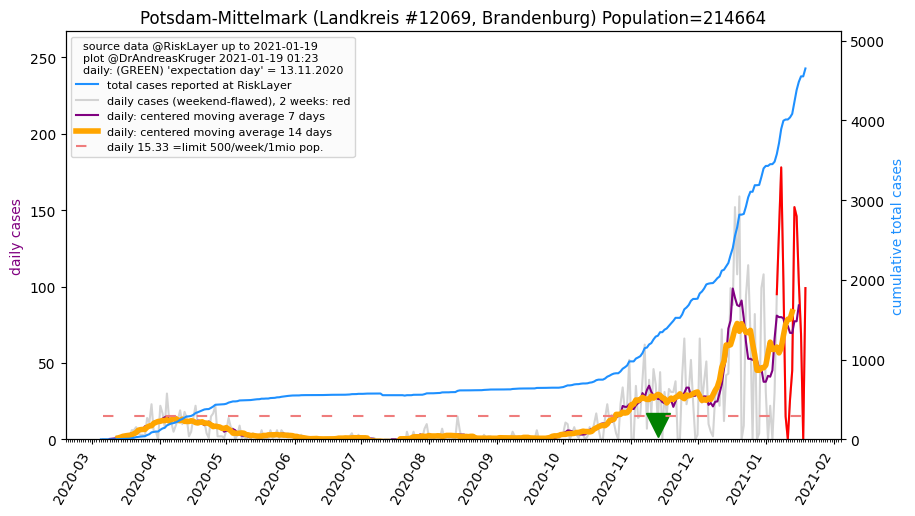 Potsdam-Mittelmark (Landkreis #12069, Brandenburg) Population=214664
source data @RiskLayer up to 2021-01-19
plot @DrAndreasKruger 2021-01-19 01:23
daily: (GREEN) 'expectation day' = 13.11.2020
total cases reported at RiskLayer
daily cases (weekend-flawed), 2 weeks: red
daily: centered moving average 7 days
daily: centered moving average 14 days
daily 15.33 =limit 500/week/1mio pop.
daily cases
250
200
150
100
50
0
cumulative total cases
5000
4000
3000
2000
1000
0
2020-03
2020-04
2020-05
2020-06
2020-07
2020-08
2020-09
2020-10
2020-11
2020-12
2021-01
2021-02